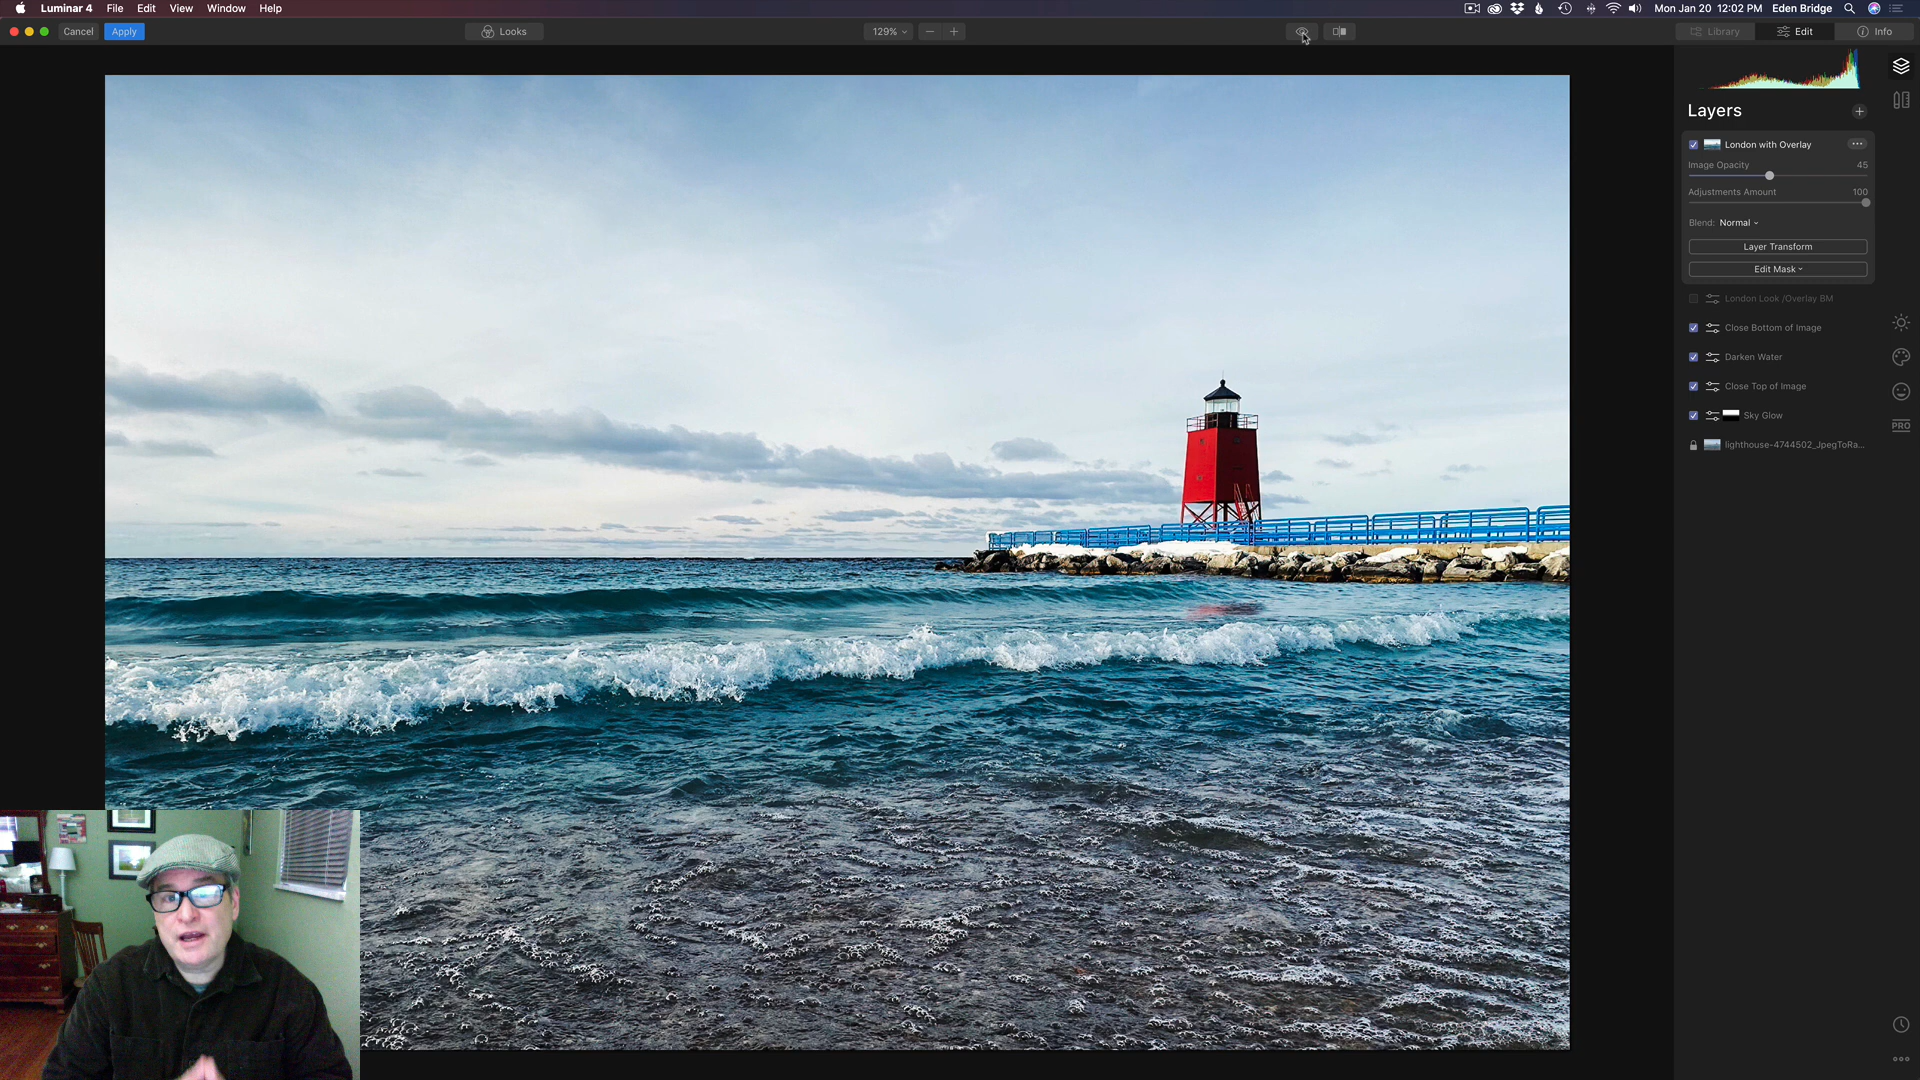 Luminar 4 File Edit View Window Help Mon Jan 20 12:02 PM Eden Bridge
Cancel Apply Looks 129% Library Edit Info
Layers
London with Overlay
Image Opacity 45
Adjustments Amount 100
Blend: Normal
Layer Transform
Edit Mask
London Look /Overlay BM
Close Bottom of Image
Darken Water
Close Top of Image
Sky Glow
PRO
lighthouse-4744502_JpegToRa...